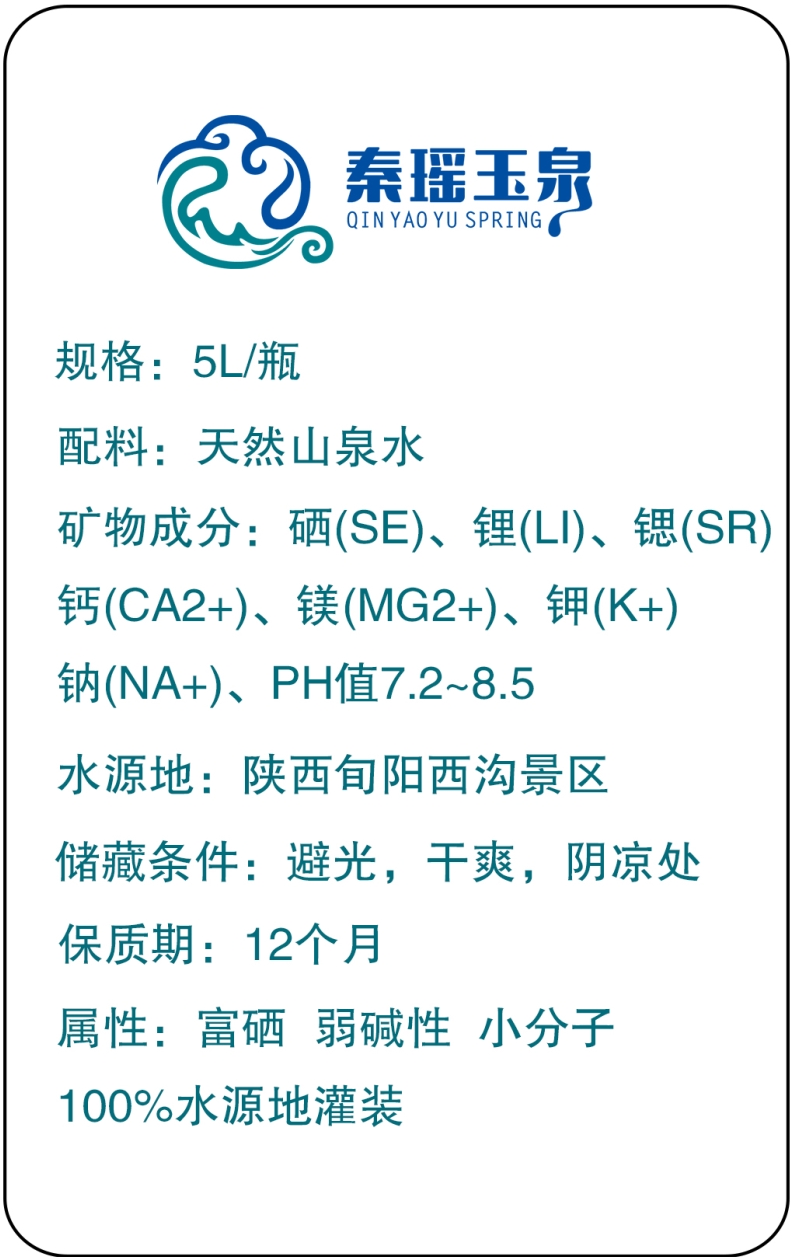 秦瑶玉泉
QIN YAO YU SPRING
规格：5L/瓶
配料：天然山泉水
矿物成分：硒(SE)、锂(LI)、锶(SR)
钙(CA2+)、镁(MG2+)、钾(K+)
钠(NA+)、PH值7.2~8.5
水源地：陕西旬阳西沟景区
储藏条件：避光，干爽，阴凉处
保质期：12个月
属性：富硒 弱碱性 小分子
100%水源地灌装